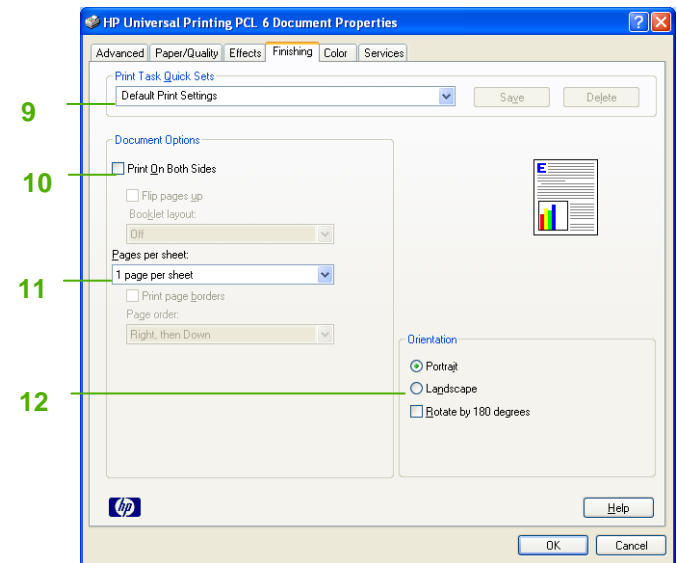 HP Universal Printing PCL 6 Document Properties
Advanced Paper/Quality Effects Finishing Color Services
Print Task Quick Sets
9
Default Print Settings
Save
Delete
Document Options
10
Print On Both Sides
E
Flip pages up
Booklet layout:
Off
Pages per sheet:
11
1 page per sheet
Print page borders
Page order:
Right, then Down
Orientation
Portrait
12
Landscape
Rotate by 180 degrees
hp
Help
OK
Cancel